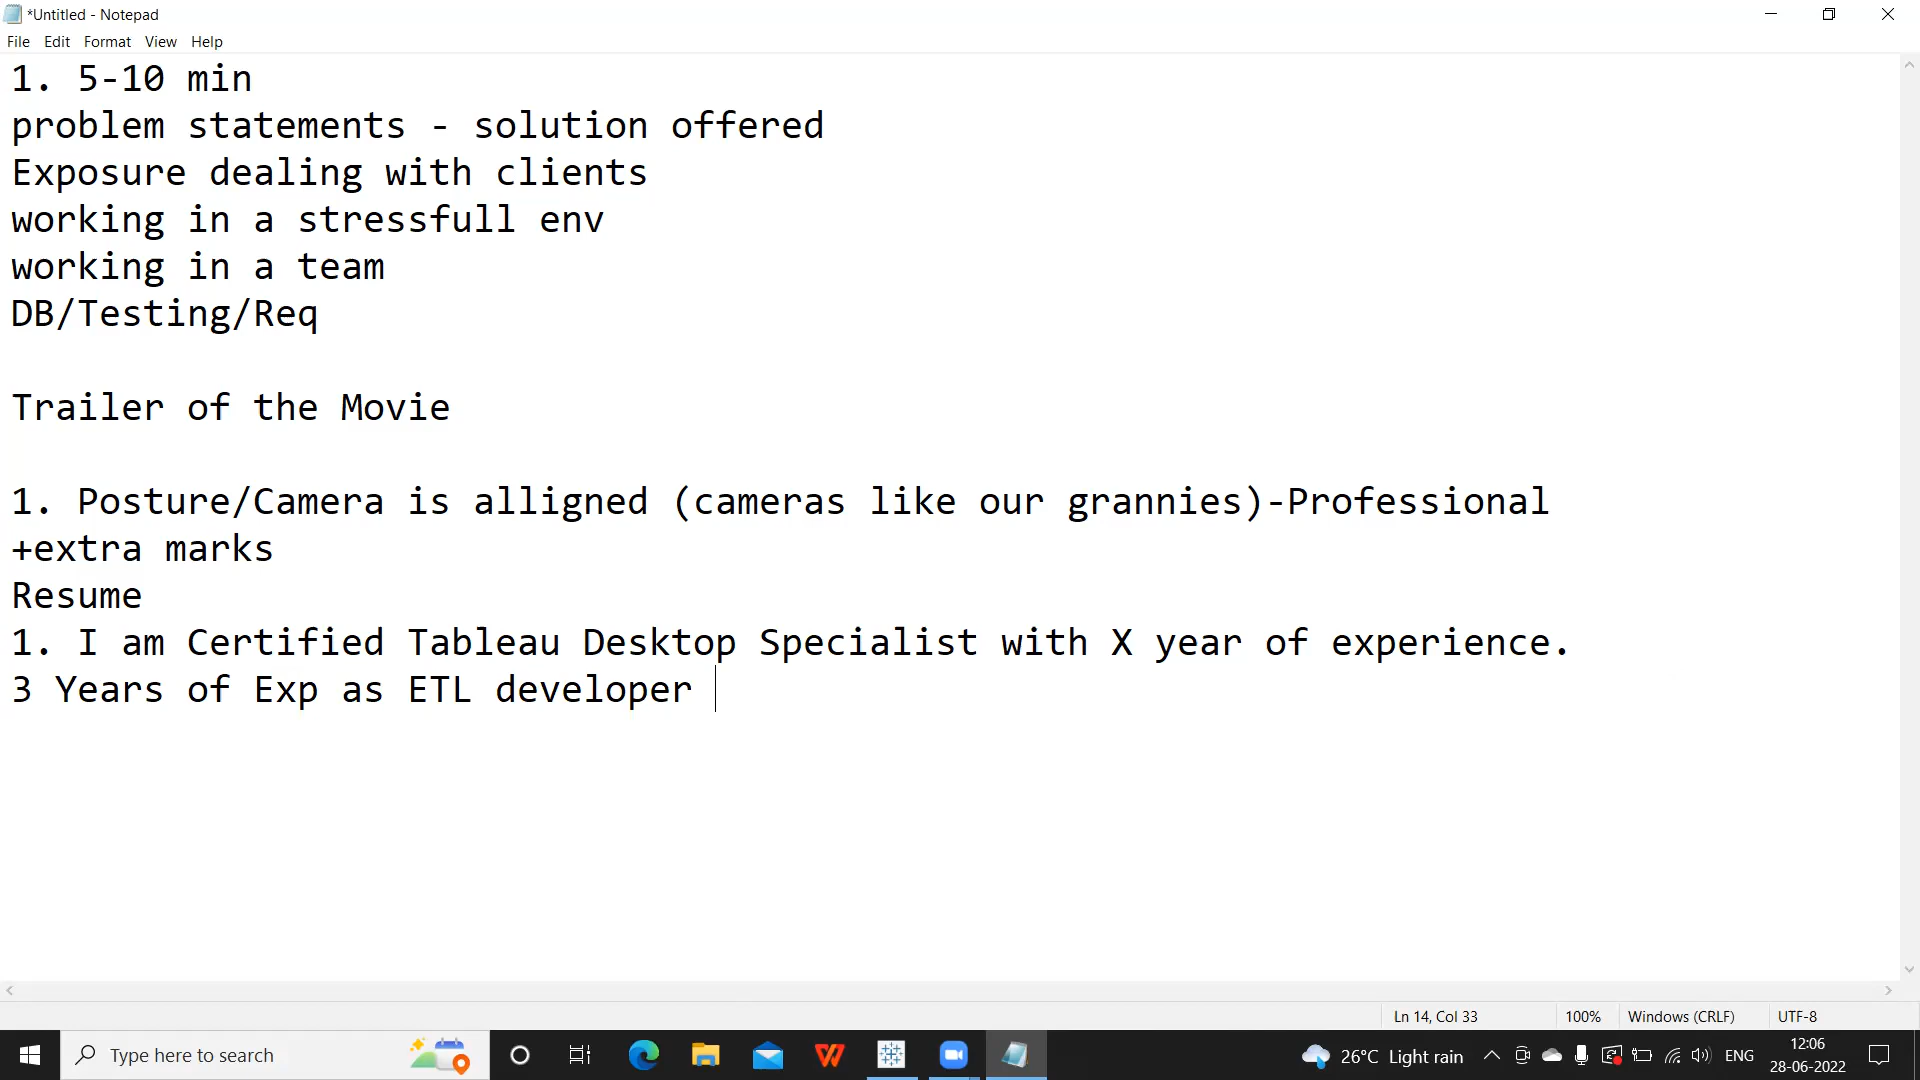 *Untitled - Notepad
File Edit Format View Help
1. 5-10 min
problem statements - solution offered
Exposure dealing with clients
working in a stressfull env
working in a team
DB/Testing/Req
Trailer of the Movie
1. Posture/Camera is alligned (cameras like our grannies)-Professional
+extra marks
Resume
1. I am Certified Tableau Desktop Specialist with X year of experience.
3 Years of Exp as ETL developer
Ln 14, Col 33 100% Windows (CRLF) UTF-8
Type here to search
26°C Light rain
ENG
12:06
28-06-2022